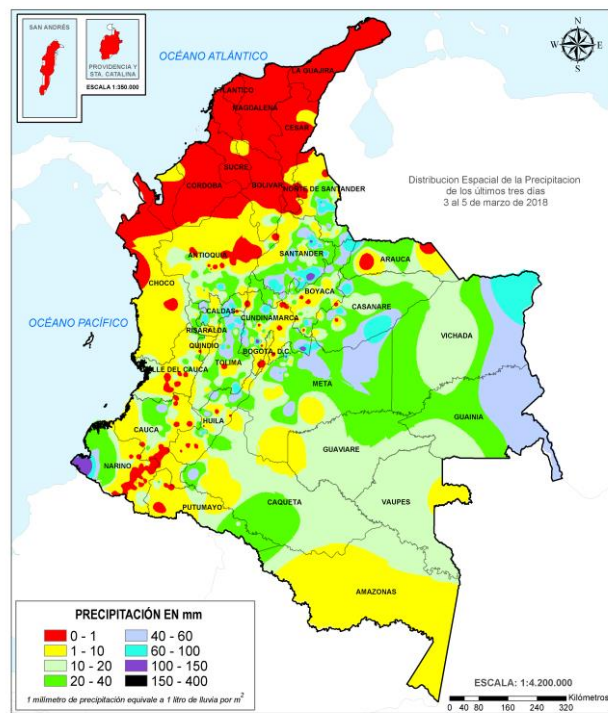 SAN ANDRÉS
PROVIDENCIA Y
STA. CATALINA
ESCALA 1:350.000
OCÉANO ATLÁNTICO
N
W
E
S
LA GUAJIRA
ATLANTICO
MAGDALENA
CESAR
SUCRE
CORDOBA
BOLIVAR
NORTE DE SANTANDER
Distribucion Espacial de la Precipitacion
de los últimos tres días
3 al 5 de marzo de 2018
ANTIOQUIA
SANTANDER
ARAUCA
CHOCO
BOYACA
CASANARE
CALDAS
CUNDINAMARCA
VICHADA
OCÉANO PACÍFICO
RISARALDA
QUINDIO
BOGOTA, D.C.
TOLIMA
VALLE DEL CAUCA
META
GUAINIA
HUILA
CAUCA
GUAVIARE
NARIÑO
CAQUETA
VAUPES
PUTUMAYO
AMAZONAS
PRECIPITACIÓN EN mm
0 - 1
40 - 60
1 - 10
60 - 100
10 - 20
100 - 150
20 - 40
150 - 400
1 milímetro de precipitación equivale a 1 litro de lluvia por m²
ESCALA: 1:4.200.000
Kilómetros
0 40 80 160 240 320